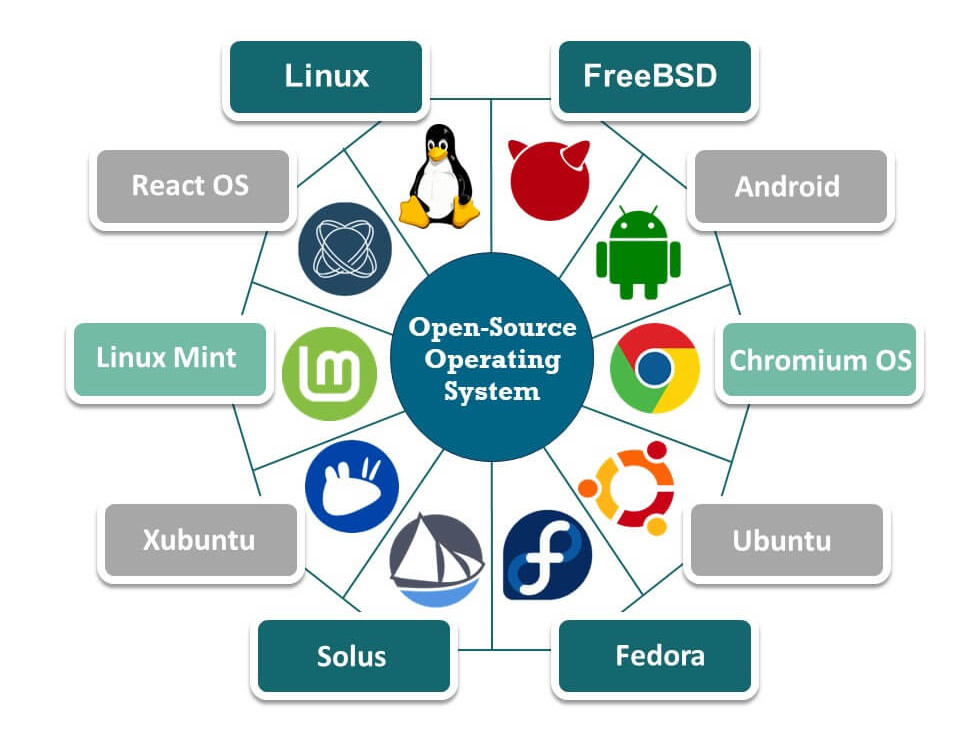 Linux
FreeBSD
React OS
Android
Open-Source
Operating
System
Linux Mint
Chromium OS
Xubuntu
Ubuntu
Solus
Fedora